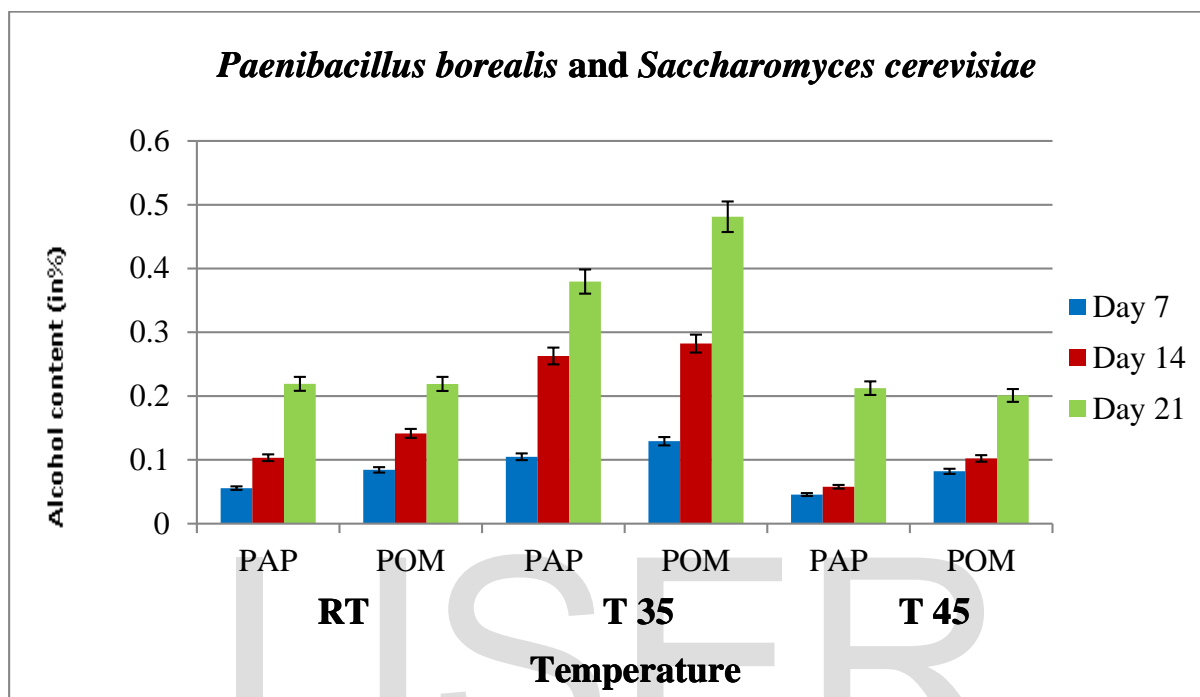 Paenibacillus borealis and Saccharomyces cerevisiae
0.6
0.5
0.4
0.3
0.2
0.1
0
Alcohol content (in%)
Day 7
Day 14
Day 21
PAP POM PAP POM PAP POM
RT T 35 T 45
Temperature
IJSER